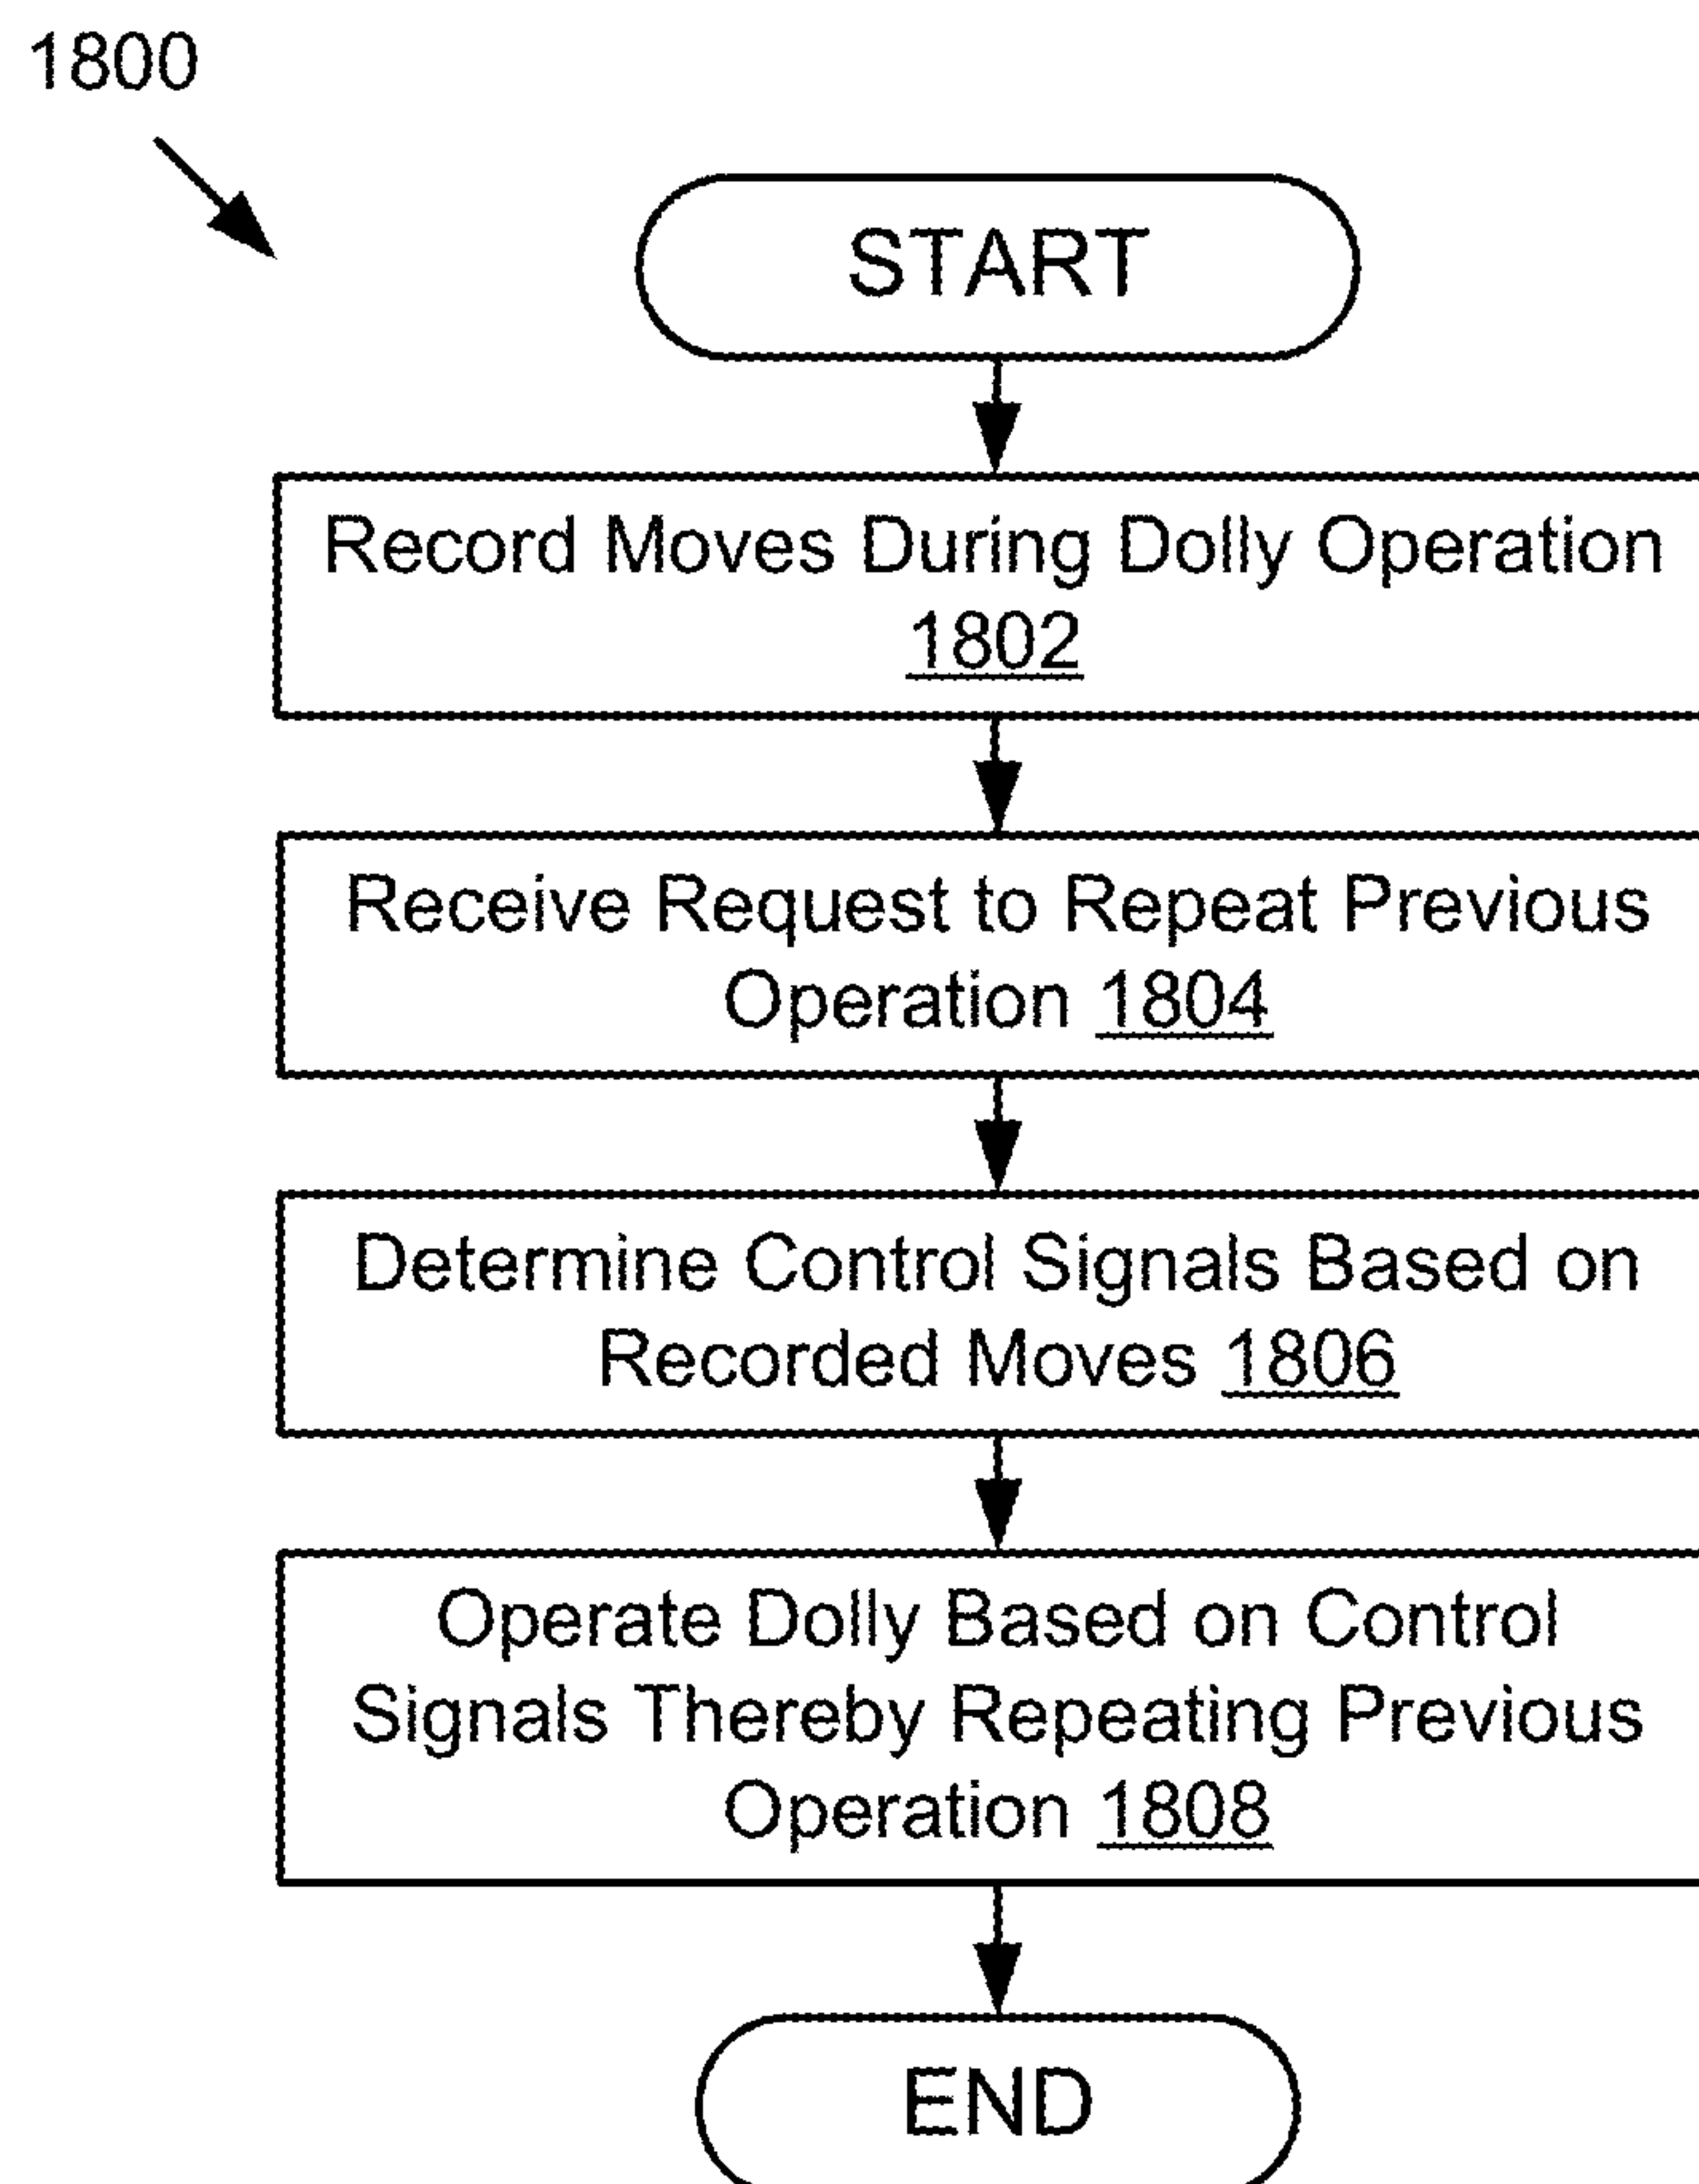 1800
START
Record Moves During Dolly Operation
1802
Receive Request to Repeat Previous
Operation 1804
Determine Control Signals Based on
Recorded Moves 1806
Operate Dolly Based on Control
Signals Thereby Repeating Previous
Operation 1808
END